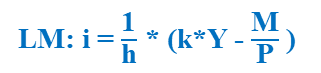 LM: i = 1/h * (k*Y - M/P)